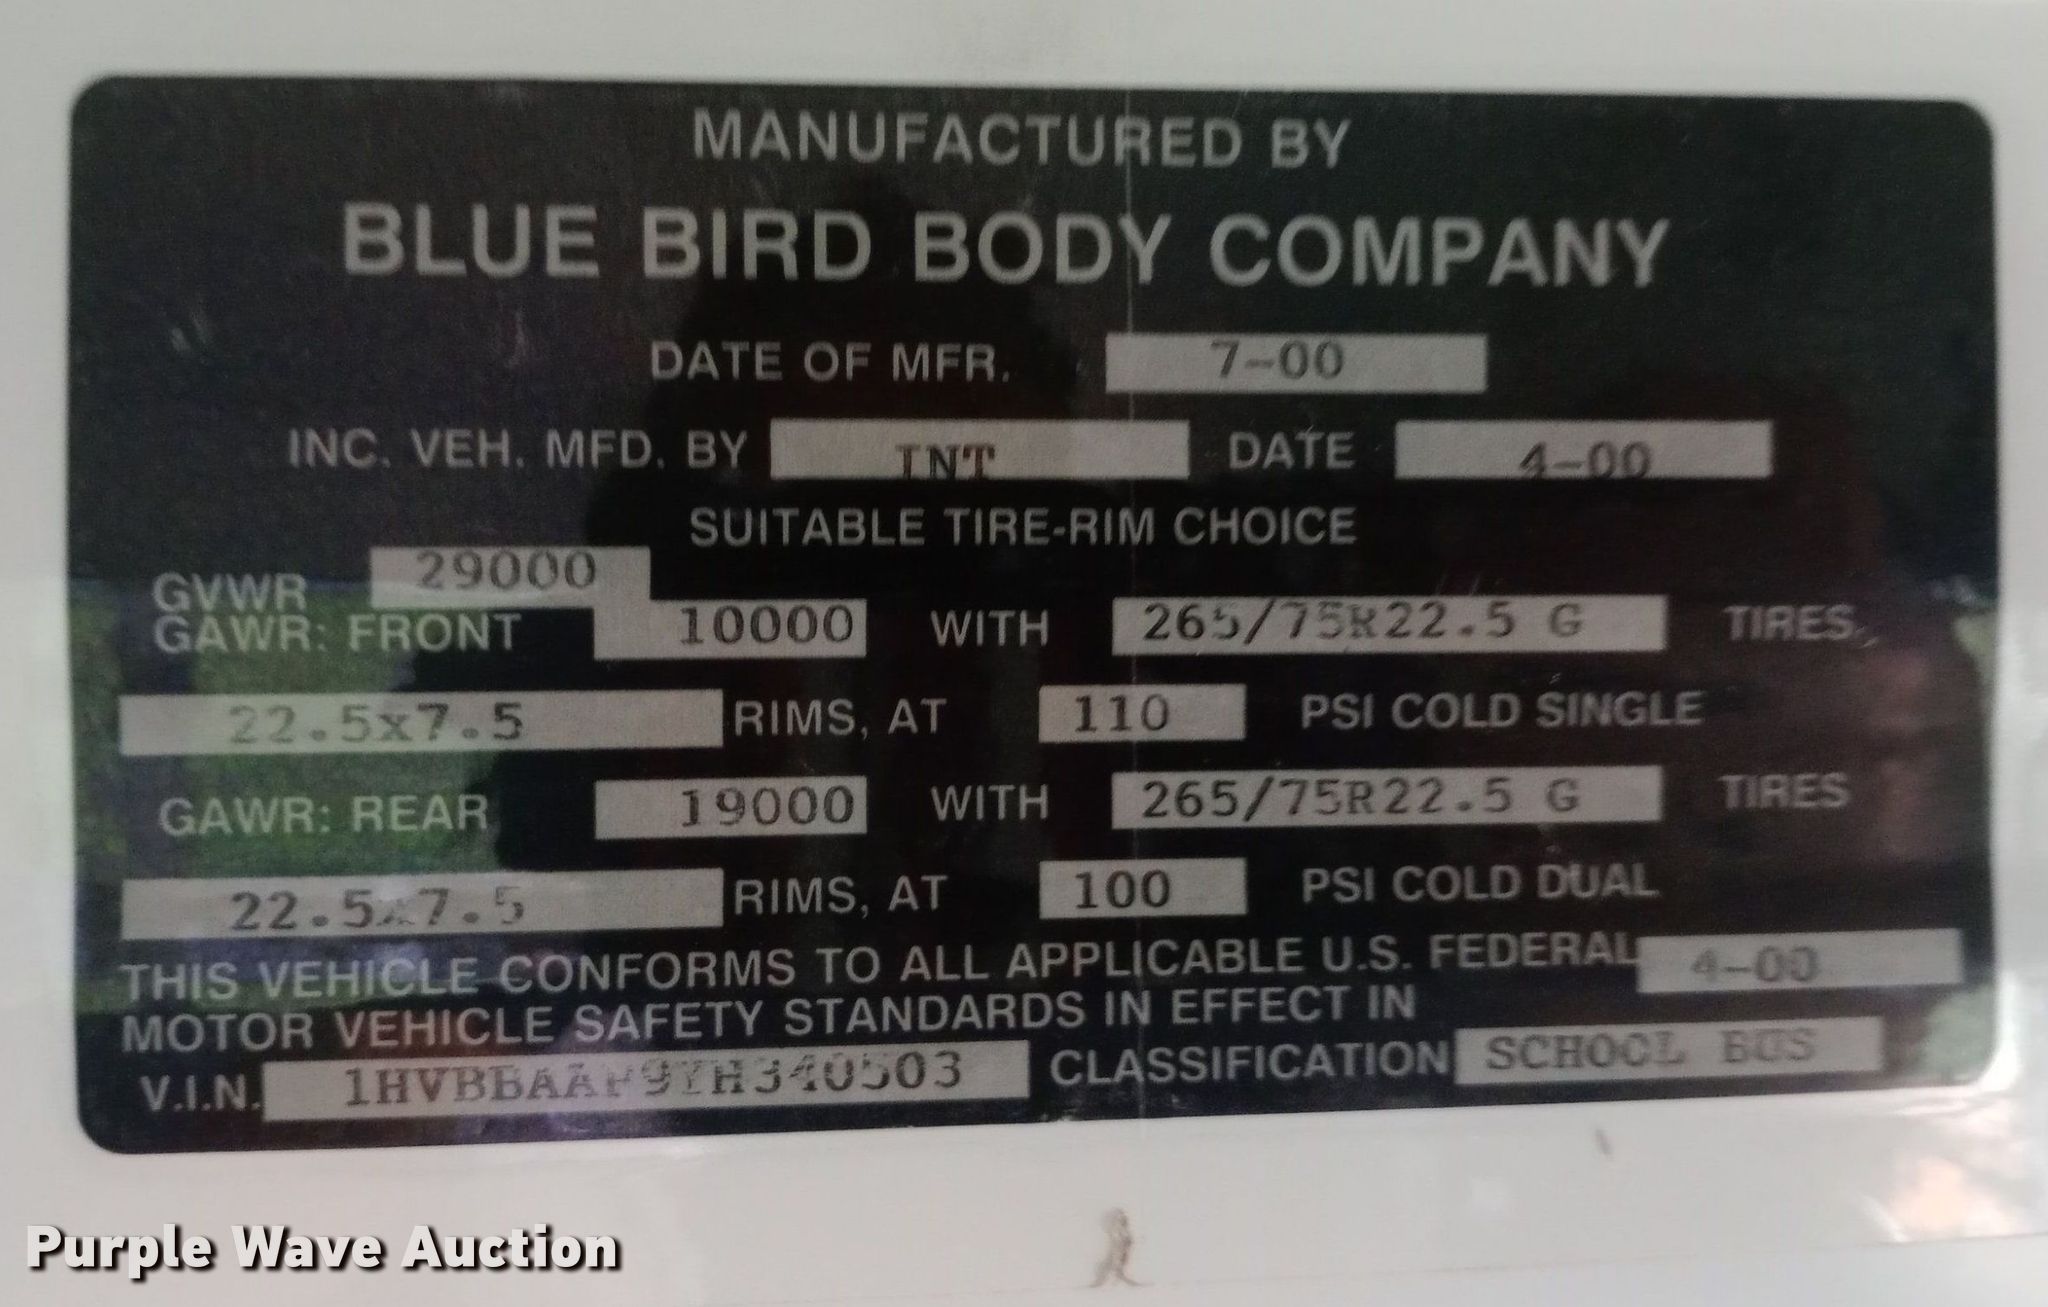 MANUFACTURED BY
BLUE BIRD BODY COMPANY
DATE OF MFR. 7-00
INC. VEH. MFD. BY INT DATE 4-00
SUITABLE TIRE-RIM CHOICE
GVWR 29000
GAWR: FRONT 10000 WITH 265/75R22.5 G TIRES,
22.5x7.5 RIMS, AT 110 PSI COLD SINGLE
GAWR: REAR 19000 WITH 265/75R22.5 G TIRES
22.5x7.5 RIMS, AT 100 PSI COLD DUAL
THIS VEHICLE CONFORMS TO ALL APPLICABLE U.S. FEDERAL 4-00
MOTOR VEHICLE SAFETY STANDARDS IN EFFECT IN
V.I.N. CLASSIFICATION SCHOOL BUS
Purple Wave Auction